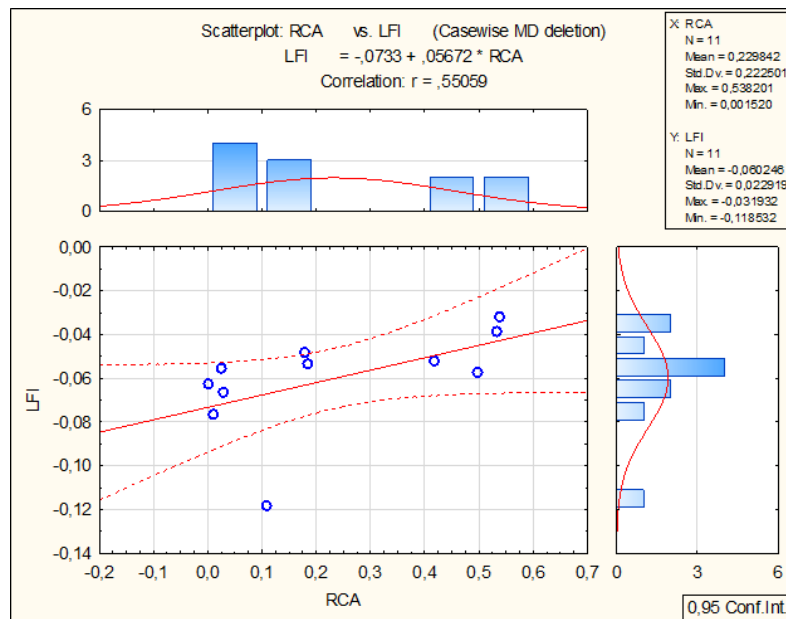 Scatterplot: RCA vs. LFI (Casewise MD deletion)
LFI = -,0733 + ,05672 * RCA
Correlation: r = ,55059
X: RCA
N = 11
Mean = 0,229842
Std.Dv. = 0,222501
Max. = 0,538201
Min. = 0,001520
Y: LFI
N = 11
Mean = -0,060246
Std.Dv. = 0,022919
Max. = -0,031932
Min. = -0,118532
6
3
0
0,00
-0,02
-0,04
-0,06
-0,08
-0,10
-0,12
-0,14
LFI
-0,2 -0,1 0,0 0,1 0,2 0,3 0,4 0,5 0,6 0,7
RCA
0 3 6
0,95 Conf.Int.